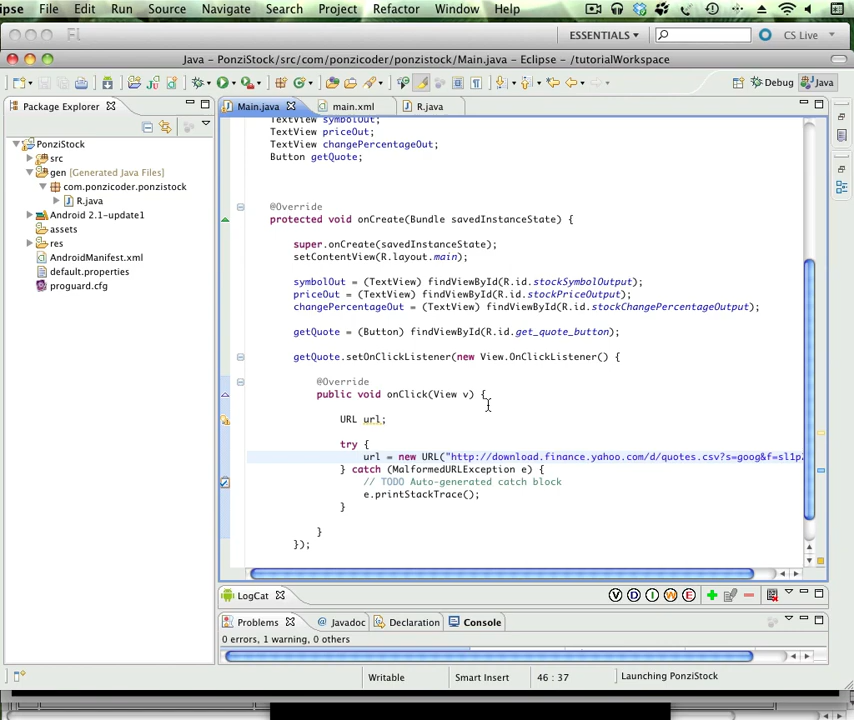 ipse File Edit Run Source Navigate Search Project Refactor Window Help
ESSENTIALS CS Live
Java – PonziStock/src/com/ponzicoder/ponzistock/Main.java – Eclipse – /tutorialWorkspace
Debug Java
Package Explorer
Main.java main.xml R.java
PonziStock
src
gen [Generated Java Files]
com.ponzicoder.ponzistock
R.java
Android 2.1-update1
assets
res
AndroidManifest.xml
default.properties
proguard.cfg
TextView symbolOut;
TextView priceOut;
TextView changePercentageOut;
Button getQuote;
@Override
protected void onCreate(Bundle savedInstanceState) {
super.onCreate(savedInstanceState);
setContentView(R.layout.main);
symbolOut = (TextView) findViewById(R.id.stockSymbolOutput);
priceOut = (TextView) findViewById(R.id.stockPriceOutput);
changePercentageOut = (TextView) findViewById(R.id.stockChangePercentageOutput);
getQuote = (Button) findViewById(R.id.get_quote_button);
getQuote.setOnClickListener(new View.OnClickListener() {
@Override
public void onClick(View v) {
URL url;
try {
url = new URL("http://download.finance.yahoo.com/d/quotes.csv?s=goog&f=sl1p2
} catch (MalformedURLException e) {
// TODO Auto-generated catch block
e.printStackTrace();
}
}
});
LogCat
V D I W E
Problems @ Javadoc Declaration Console
0 errors, 1 warning, 0 others
Writable Smart Insert 46 : 37 Launching PonziStock